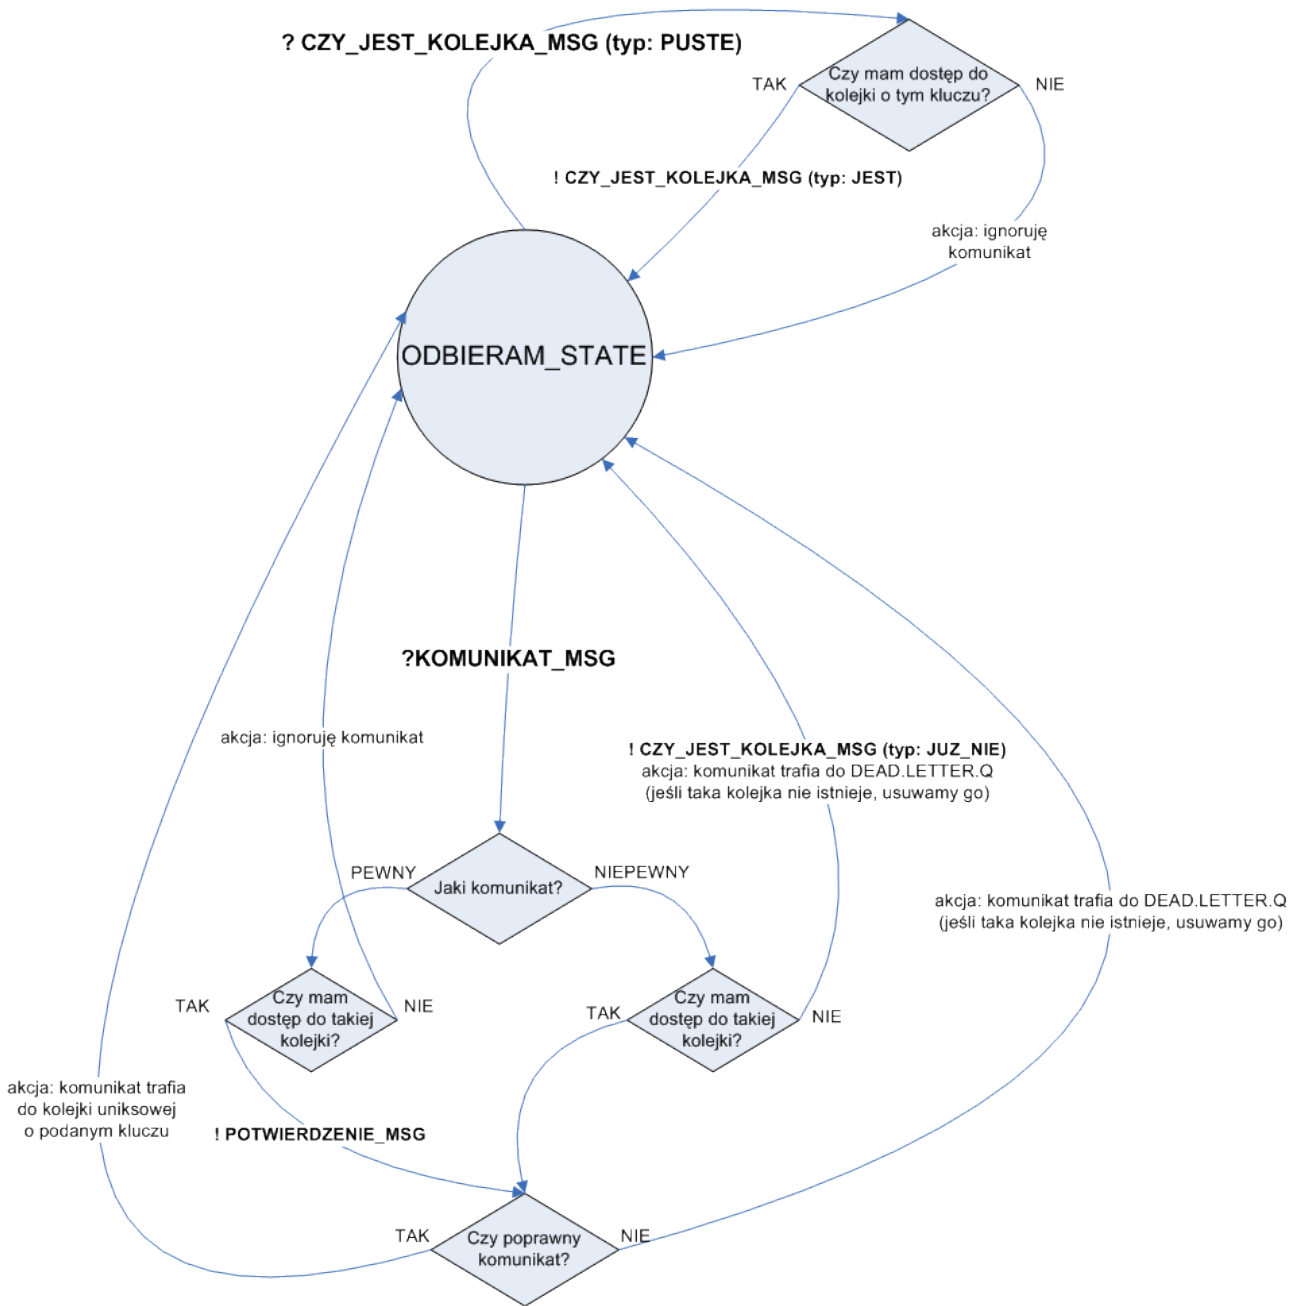 ? CZY_JEST_KOLEJKA_MSG (typ: PUSTE)
Czy mam dostęp do
kolejki o tym kluczu?
TAK
NIE
! CZY_JEST_KOLEJKA_MSG (typ: JEST)
akcja: ignoruję
komunikat
ODBIERAM_STATE
?KOMUNIKAT_MSG
akcja: ignoruję komunikat
! CZY_JEST_KOLEJKA_MSG (typ: JUZ_NIE)
akcja: komunikat trafia do DEAD.LETTER.Q
(jeśli taka kolejka nie istnieje, usuwamy go)
PEWNY
Jaki komunikat?
NIEPEWNY
akcja: komunikat trafia do DEAD.LETTER.Q
(jeśli taka kolejka nie istnieje, usuwamy go)
TAK
Czy mam
dostęp do takiej
kolejki?
NIE
TAK
Czy mam
dostęp do takiej
kolejki?
NIE
akcja: komunikat trafia
do kolejki uniksowej
o podanym kluczu
! POTWIERDZENIE_MSG
TAK
Czy poprawny
komunikat?
NIE